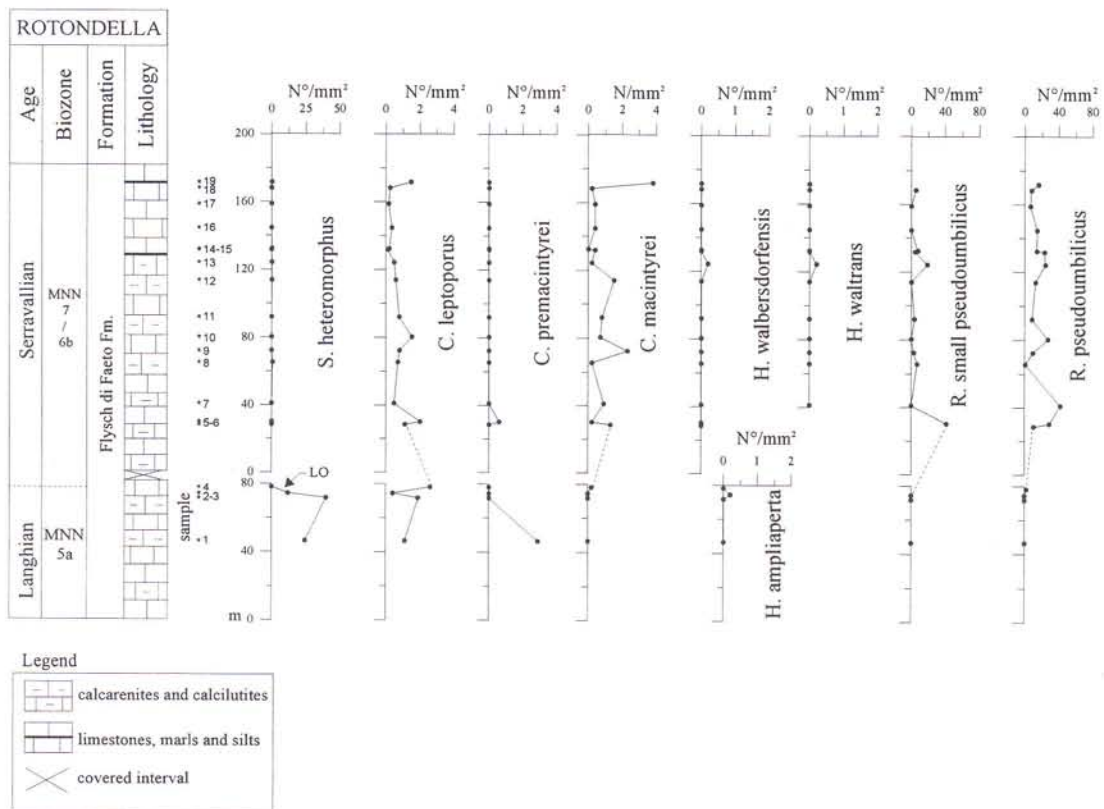 ROTONDELLA
Age
Biozone
Formation
Lithology
Serravallian
Langhian
MNN
7
/
6b
MNN
5a
Flysch di Faeto Fm.
sample
*19
*18
*17
*16
*14-15
*13
*12
*11
*10
*9
*8
*7
*5-6
*4
*2-3
*1
200
160
120
80
40
0
80
40
m 0
N°/mm²
0 25 50
S. heteromorphus
LO
N°/mm²
0 2 4
C. leptoporus
N°/mm²
0 2 4
C. premacintyrei
N°/mm²
0 2 4
C. macintyrei
N°/mm²
0 1 2
H. walbersdorfensis
N°/mm²
0 1 2
H. ampliaperta
N°/mm²
0 1 2
H. waltrans
N°/mm²
0 40 80
R. small pseudoumbilicus
N°/mm²
0 20 40 60 80
R. pseudoumbilicus
Legend
calcarenites and calcilutites
limestones, marls and silts
covered interval